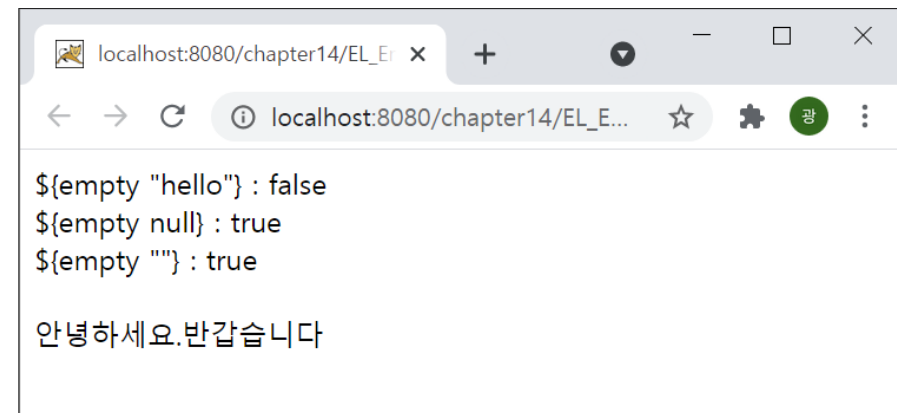 localhost:8080/chapter14/EL_Er
localhost:8080/chapter14/EL_E...
광
${empty "hello"} : false
${empty null} : true
${empty ""} : true
안녕하세요.반갑습니다